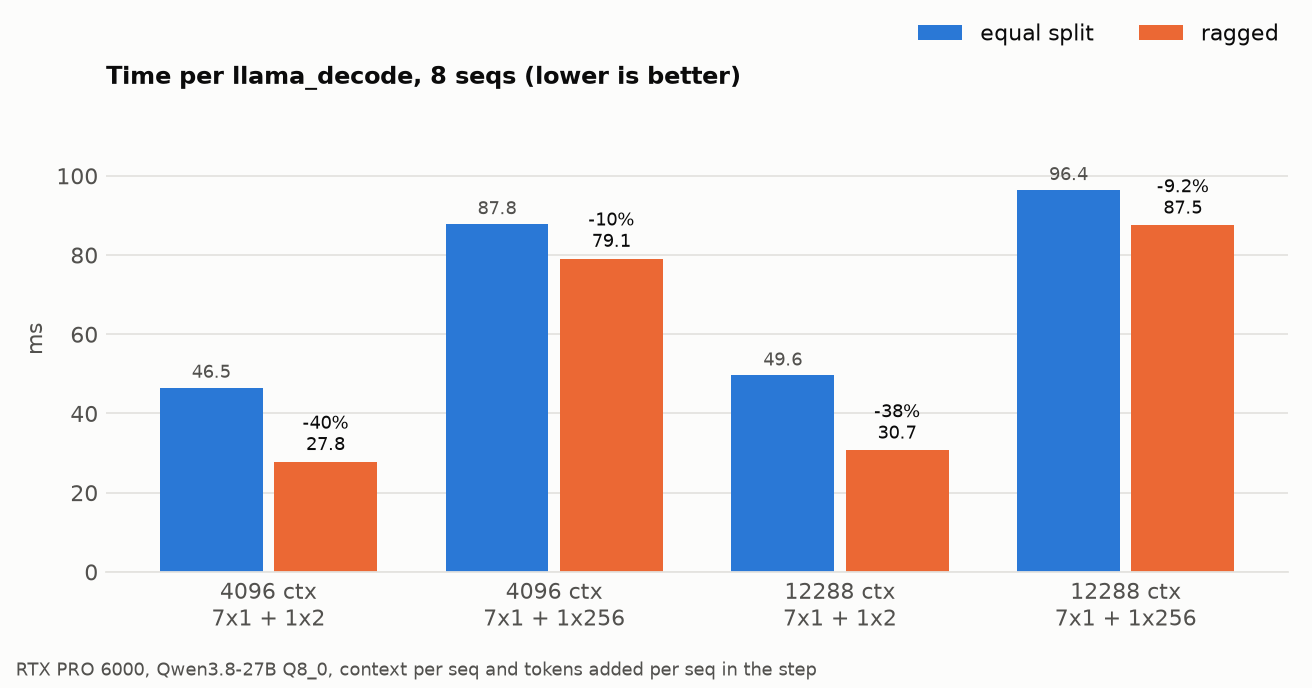 equal split ragged
Time per llama_decode, 8 seqs (lower is better)
ms
100
80
60
40
20
0
46.5
-40%
27.8
87.8
-10%
79.1
49.6
-38%
30.7
96.4
-9.2%
87.5
4096 ctx
7x1 + 1x2
4096 ctx
7x1 + 1x256
12288 ctx
7x1 + 1x2
12288 ctx
7x1 + 1x256
RTX PRO 6000, Qwen3.8-27B Q8_0, context per seq and tokens added per seq in the step